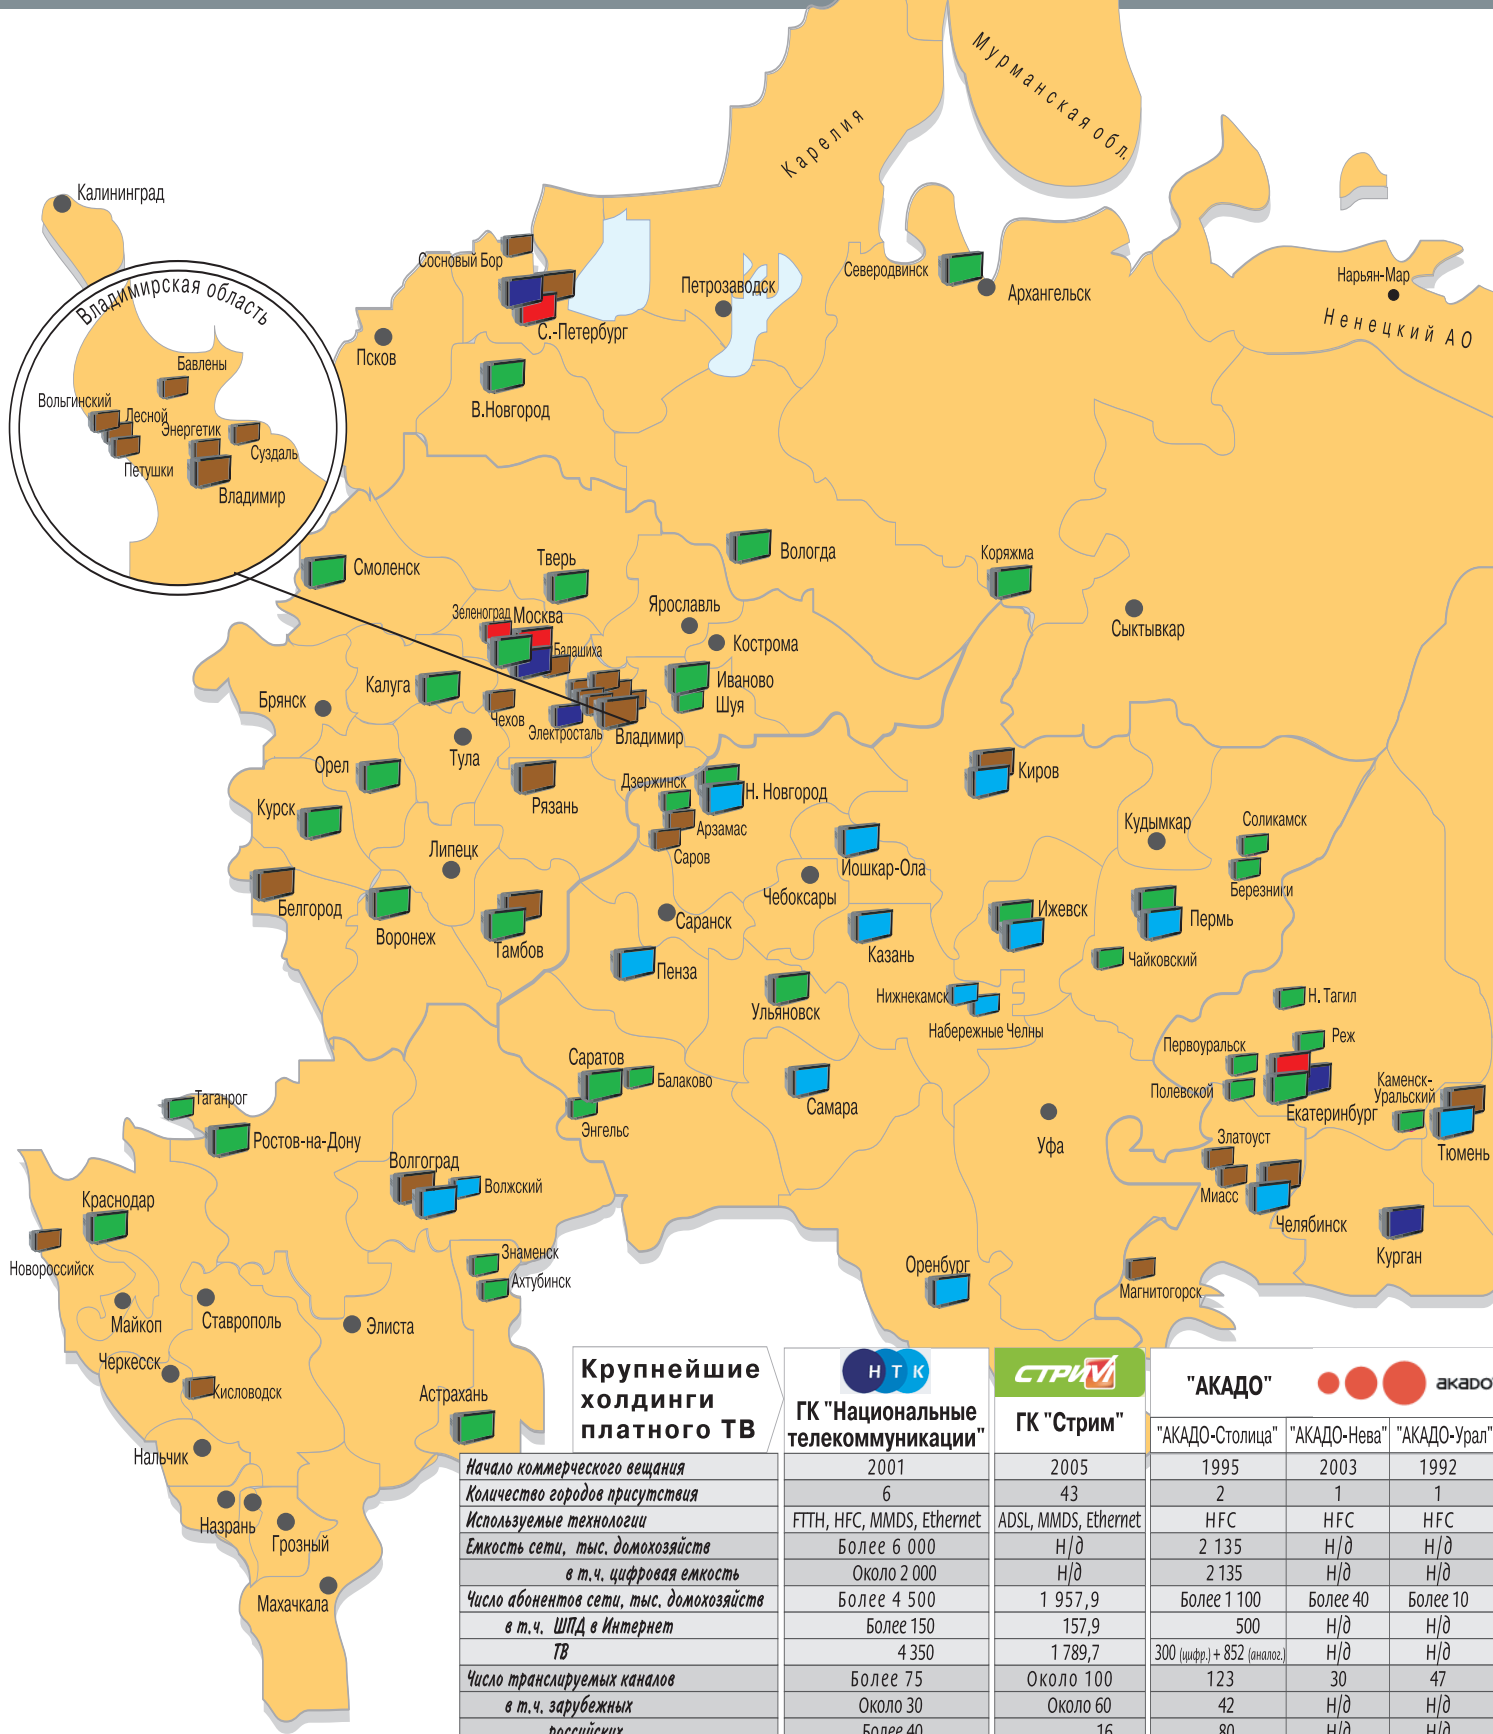 Мурманская обл.
Карелия
Калининград
Сосновый Бор
Северодвинск
Нарьян-Мар
Петрозаводск
Архангельск
Владимирская область
С.-Петербург
Ненецкий АО
Псков
Бавлены
Вольгинский
В.Новгород
Лесной
Энергетик
Суздаль
Петушки
Владимир
Вологда
Коряжма
Смоленск
Тверь
Ярославль
Зеленоград
Москва
Сыктывкар
Кострома
Балашиха
Калуга
Иваново
Брянск
Шуя
Чехов
Электросталь
Владимир
Тула
Орел
Киров
Дзержинск
Н. Новгород
Рязань
Курск
Арзамас
Кудымкар
Соликамск
Липецк
Саров
Йошкар-Ола
Березники
Чебоксары
Белгород
Ижевск
Пермь
Саранск
Воронеж
Тамбов
Казань
Чайковский
Пенза
Нижнекамск
Н. Тагил
Ульяновск
Набережные Челны
Реж
Первоуральск
Саратов
Балаково
Каменск-
Уральский
Полевской
Таганрог
Самара
Екатеринбург
Энгельс
Ростов-на-Дону
Уфа
Златоуст
Тюмень
Волгоград
Волжский
Миасс
Краснодар
Челябинск
Знаменск
Курган
Новороссийск
Оренбург
Ахтубинск
Магнитогорск
Майкоп
Ставрополь
Элиста
Черкесск
Кисловодск
Астрахань
Нальчик
Назрань
Грозный
Махачкала
Крупнейшие
холдинги
платного ТВ
НТК
ГК "Национальные
телекоммуникации"
СТРИМ
ГК "Стрим"
"АКАДО" акадо
"АКАДО-Столица" "АКАДО-Нева" "АКАДО-Урал"
Начало коммерческого вещания 2001 2005 1995 2003 1992
Количество городов присутствия 6 43 2 1 1
Используемые технологии FTTH, HFC, MMDS, Ethernet ADSL, MMDS, Ethernet HFC HFC HFC
Емкость сети, тыс. домохозяйств Более 6 000 Н/д 2 135 Н/д Н/д
в т.ч. цифровая емкость Около 2 000 Н/д 2 135 Н/д Н/д
Число абонентов сети, тыс. домохозяйств Более 4 500 1 957,9 Более 1 100 Более 40 Более 10
в т.ч. ШПД в Интернет Более 150 157,9 500 Н/д Н/д
ТВ 4 350 1 789,7 300 (цифр.) + 852 (аналог.) Н/д Н/д
Число транслируемых каналов Более 75 Около 100 123 30 47
в т.ч. зарубежных Около 30 Около 60 42 Н/д Н/д
российских Более 40 16 80 Н/д Н/д